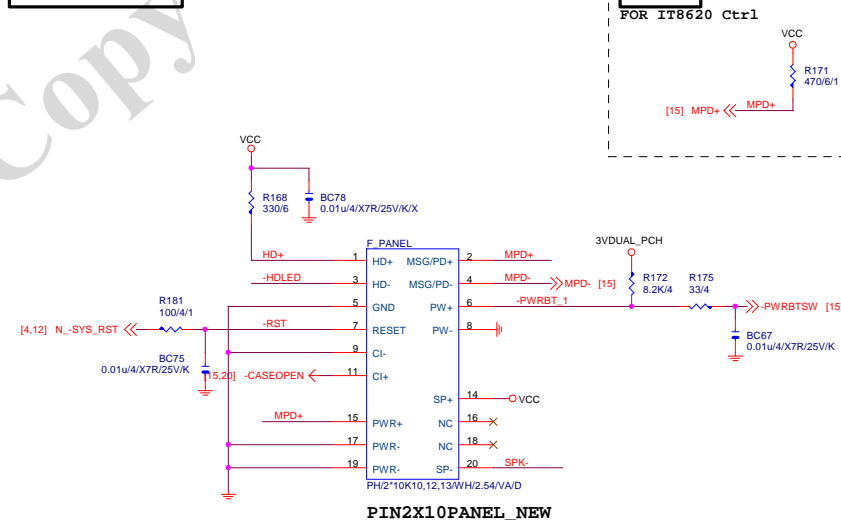 Copy
FOR IT8620 Ctrl
VCC
R171
470/6/1
[15] MPD+ MPD+
VCC
R168
330/6
BC78
0.01u/4/X7R/25V/K/X
F_PANEL
HD+ 1 HD+ MSG/PD+ 2 MPD+
-HDLED 3 HD- MSG/PD- 4 MPD- MPD- [15]
5 GND PW+ 6 -PWRBT_1
3VDUAL_PCH
R172
8.2K/4
R175
33/4
-PWRBTSW [15
BC67
0.01u/4/X7R/25V/K
R181
100/4/1
[4,12] N_-SYS_RST -RST 7 RESET PW- 8
9 CI-
BC75
0.01u/4/X7R/25V/K
[15,20] -CASEOPEN 11 CI+
SP+ 14 VCC
MPD+ 15 PWR+ NC 16
17 PWR- NC 18
19 PWR- SP- 20 SPK-
PH/2*10K10,12,13/WH/2.54/VA/D
PIN2X10PANEL_NEW